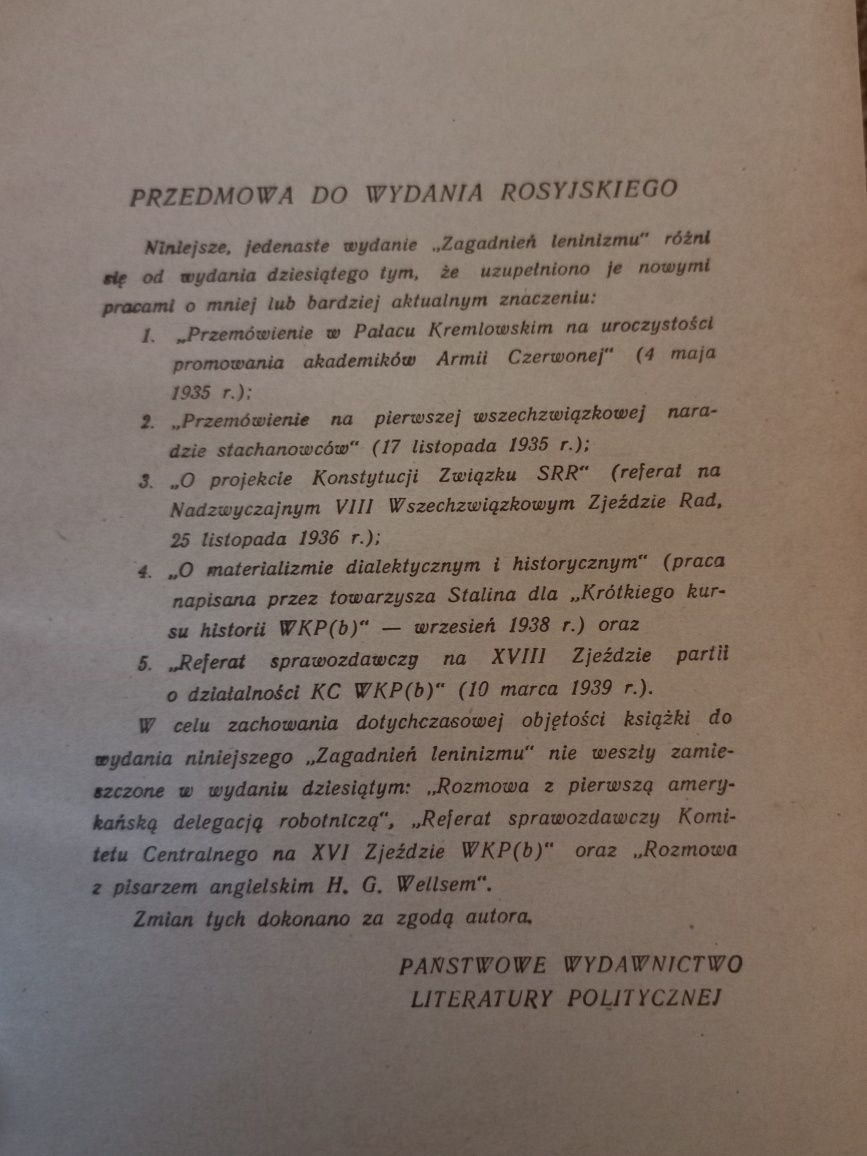 PRZEDMOWA DO WYDANIA ROSYJSKIEGO
Niniejsze, jedenaste wydanie „Zagadnień leninizmu" różni
się od wydania dziesiątego tym, że uzupełniono je nowymi
pracami o mniej lub bardziej aktualnym znaczeniu:
1. „Przemówienie w Pałacu Kremlowskim na uroczystości
promowania akademików Armii Czerwonej" (4 maja
1935 r.);
2. „Przemówienie na pierwszej wszechzwiązkowej nara-
dzie stachanowców" (17 listopada 1935 r.);
3. „O projekcie Konstytucji Związku SRR" (referat na
Nadzwyczajnym VIII Wszechzwiązkowym Zjeździe Rad,
25 listopada 1936 r.);
4. „O materializmie dialektycznym i historycznym" (praca
napisana przez towarzysza Stalina dla „Krótkiego kur-
su historii WKP(b)" — wrzesień 1938 r.) oraz
5. „Referat sprawozdawczy na XVIII Zjeździe partii
o działalności KC WKP(b)" (10 marca 1939 r.).
W celu zachowania dotychczasowej objętości książki do
wydania niniejszego „Zagadnień leninizmu" nie weszły zamie-
szczone w wydaniu dziesiątym: „Rozmowa z pierwszą amery-
kańską delegacją robotniczą", „Referat sprawozdawczy Komi-
tetu Centralnego na XVI Zjeździe WKP(b)" oraz „Rozmowa
z pisarzem angielskim H. G. Wellsem".
Zmian tych dokonano za zgodą autora.
PAŃSTWOWE WYDAWNICTWO
LITERATURY POLITYCZNEJ